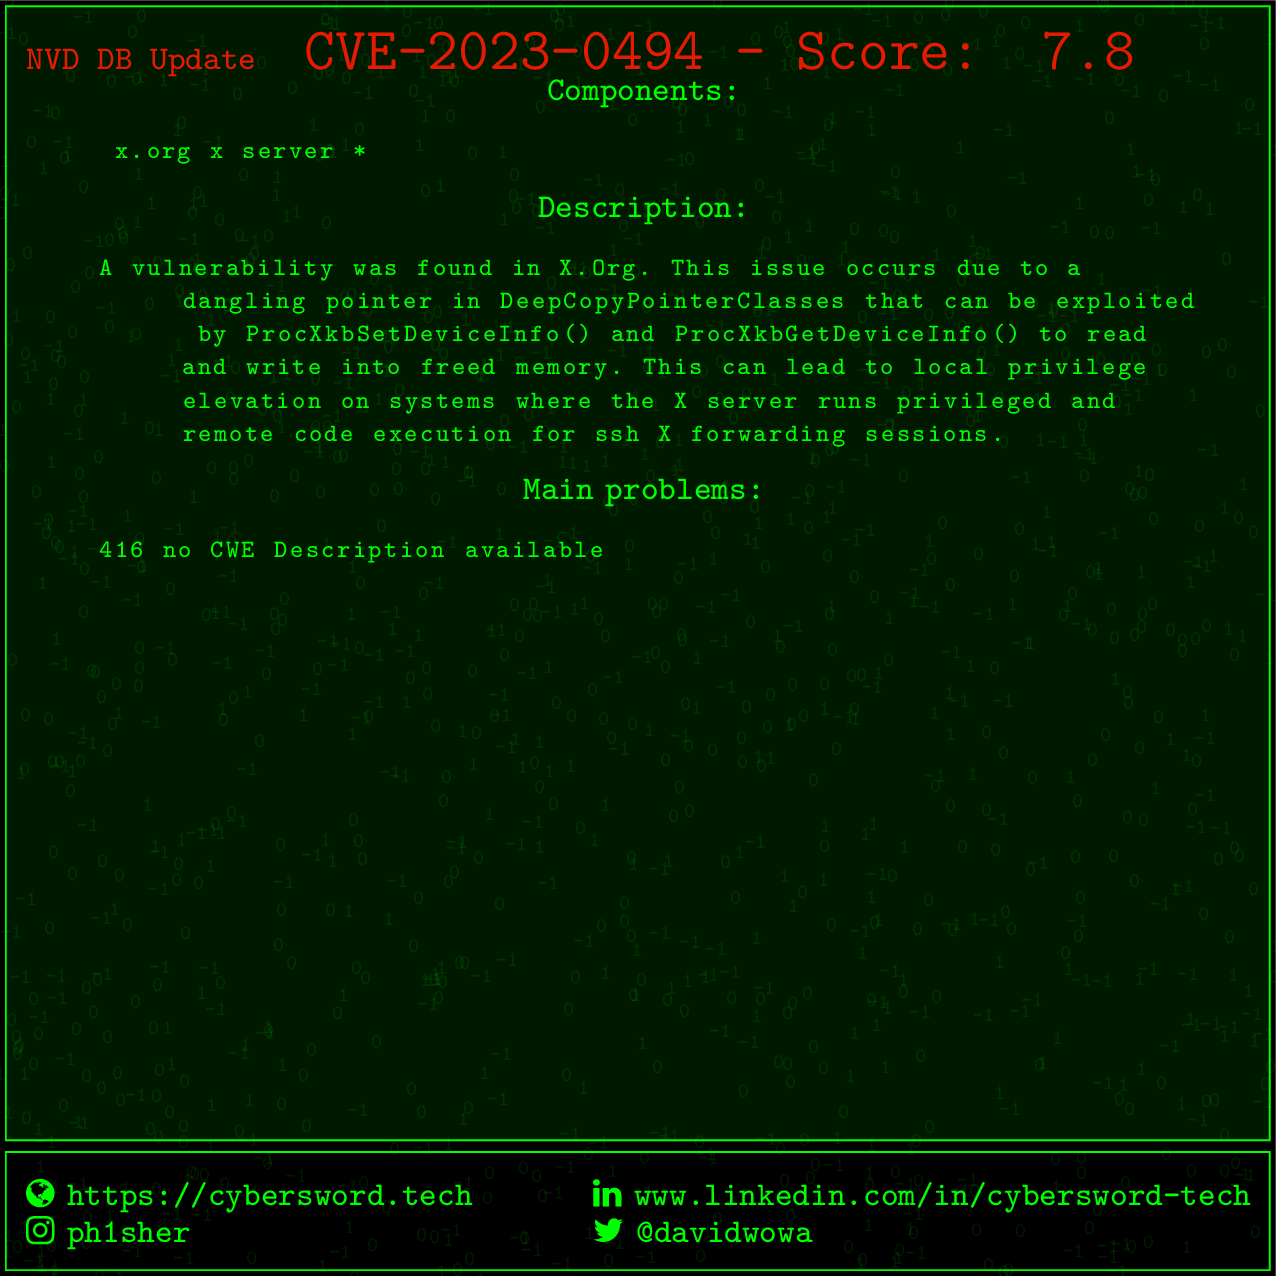 NVD DB Update CVE-2023-0494 - Score: 7.8
Components:
x.org x server *
Description:
A vulnerability was found in X.Org. This issue occurs due to a
dangling pointer in DeepCopyPointerClasses that can be exploited
by ProcXkbSetDeviceInfo() and ProcXkbGetDeviceInfo() to read
and write into freed memory. This can lead to local privilege
elevation on systems where the X server runs privileged and
remote code execution for ssh X forwarding sessions.
Main problems:
416 no CWE Description available
https://cybersword.tech
www.linkedin.com/in/cybersword-tech
ph1sher
@davidwowa